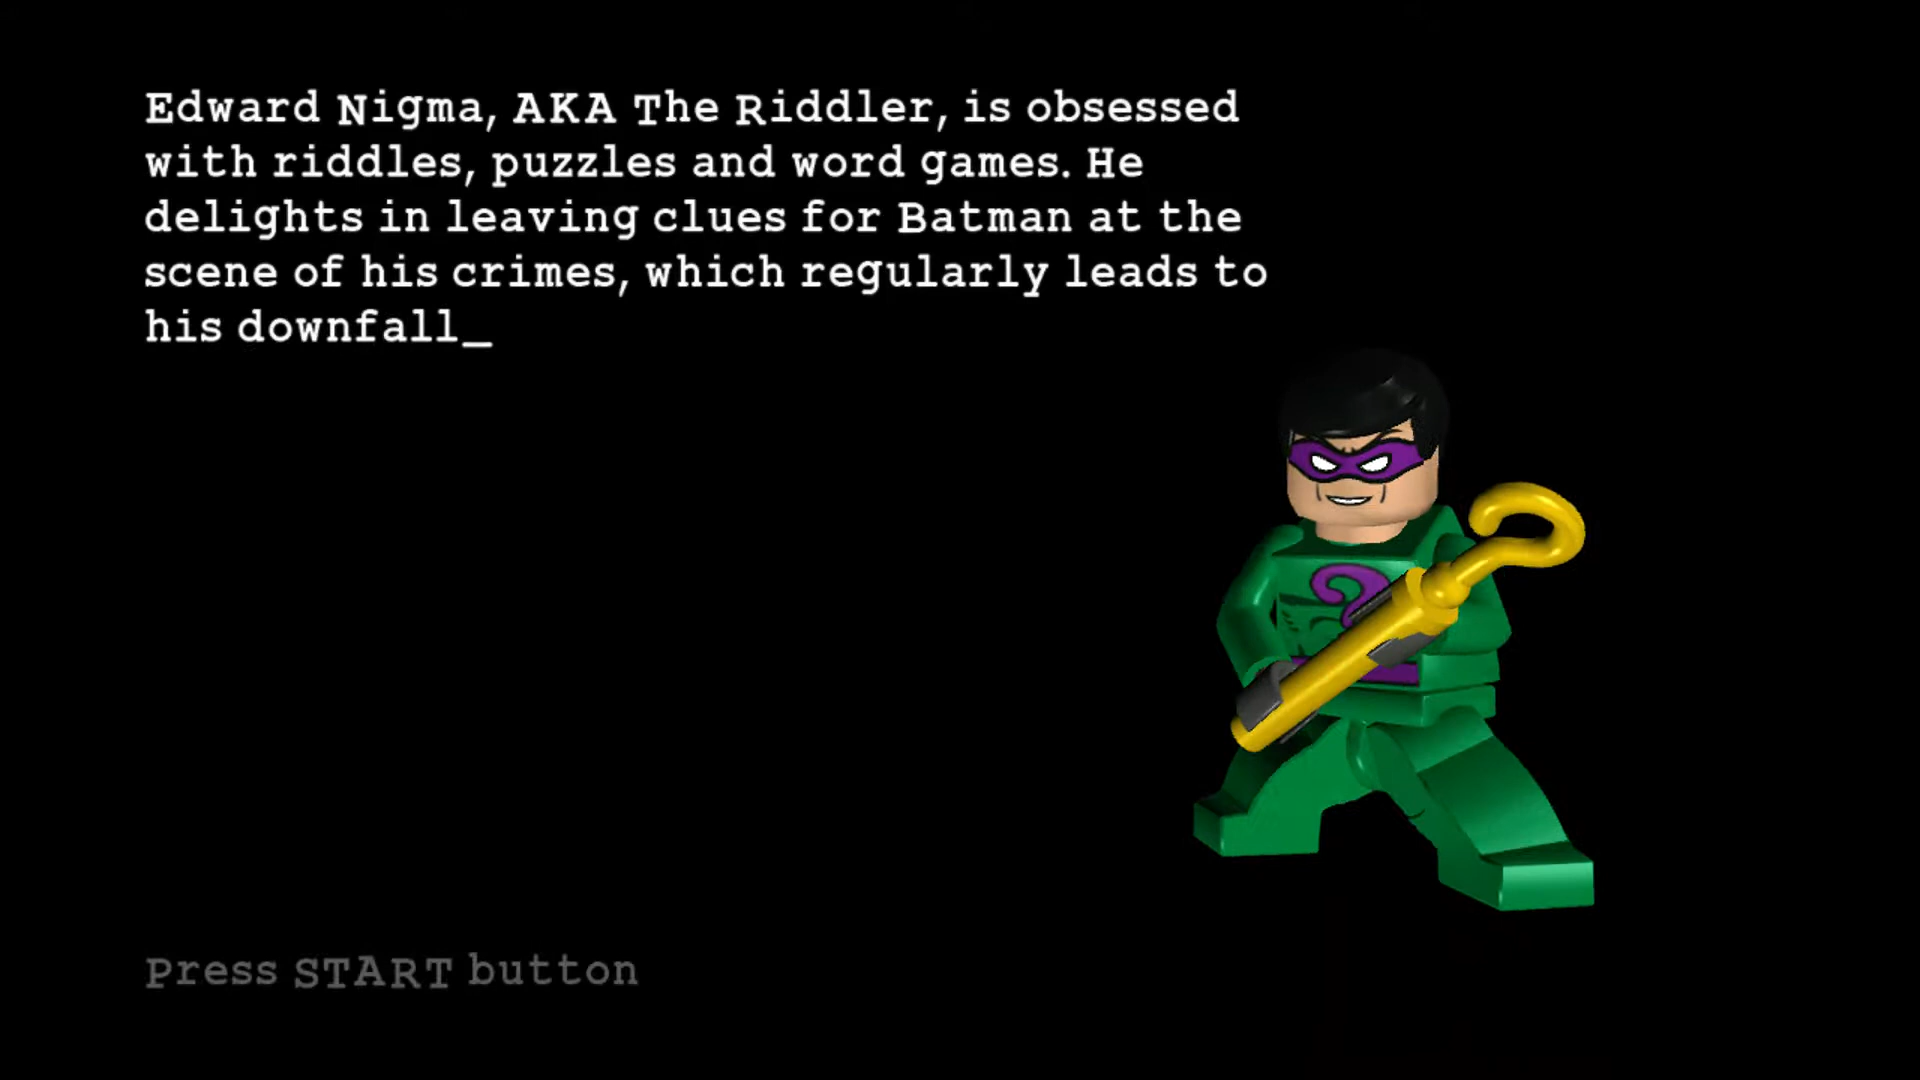 Edward Nigma, AKA The Riddler, is obsessed
with riddles, puzzles and word games. He
delights in leaving clues for Batman at the
scene of his crimes, which regularly leads to
his downfall_
Press START button